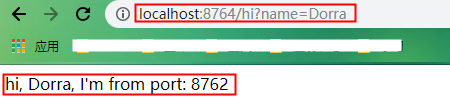 localhost:8764/hi?name=Dorra
应用
hi, Dorra, I'm from port: 8762